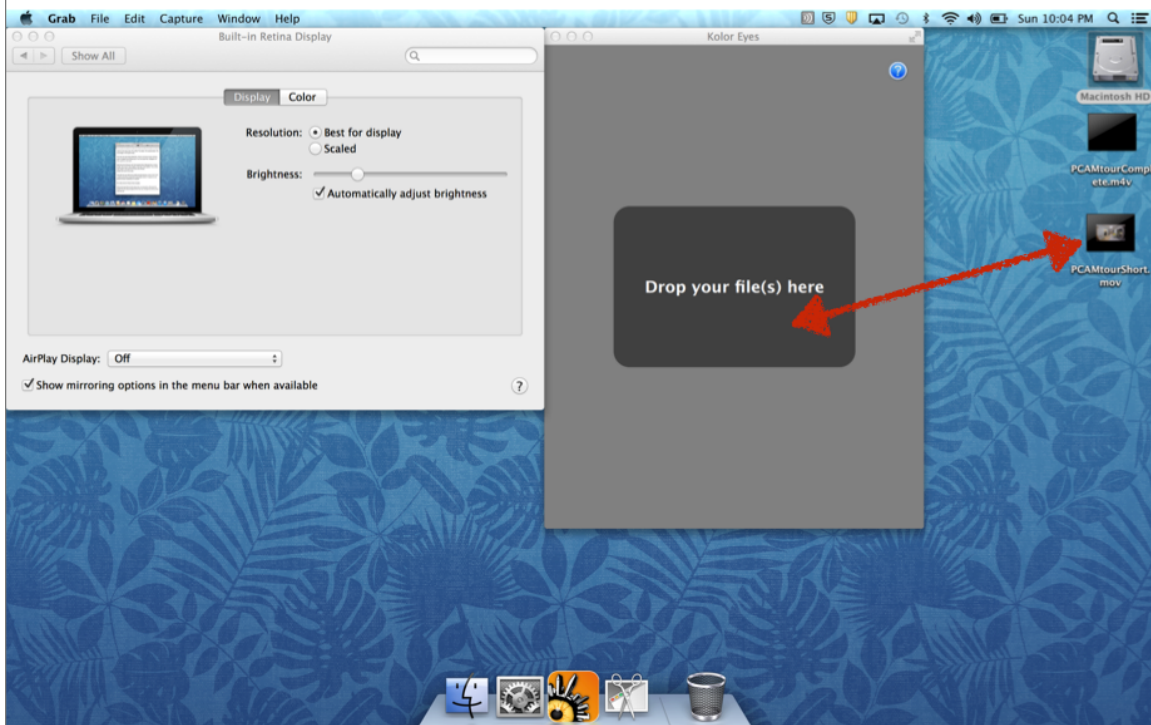 Grab File Edit Capture Window Help
Sun 10:04 PM
Built-in Retina Display
Show All
Display Color
Resolution: Best for display
Scaled
Brightness:
Automatically adjust brightness
AirPlay Display: Off
Show mirroring options in the menu bar when available
?
Kolor Eyes
?
Drop your file(s) here
Macintosh HD
PCAMtourCompl
ete.m4v
PCAMtourShort.
mov